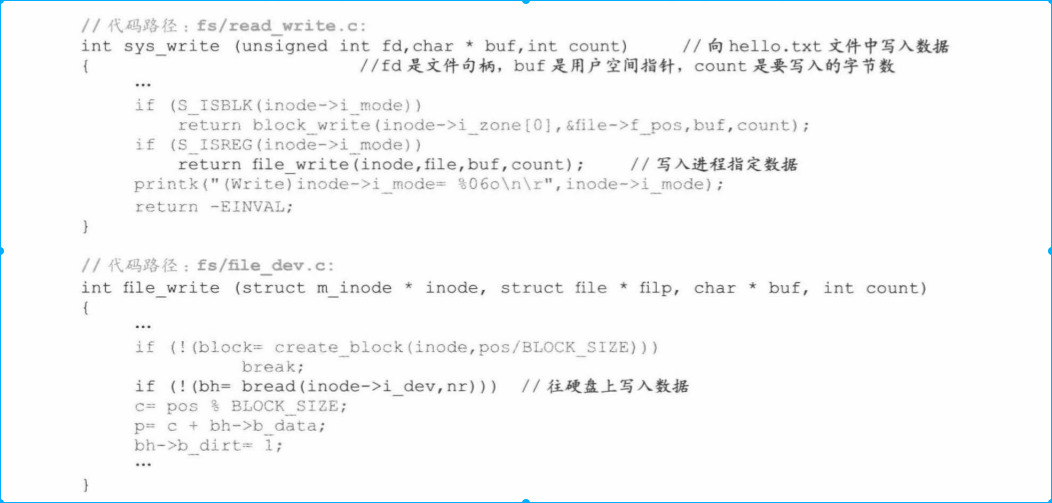 //代码路径：fs/read_write.c:
int sys_write (unsigned int fd,char * buf,int count) //向 hello.txt 文件中写入数据
{ //fd 是文件句柄，buf 是用户空间指针，count 是要写入的字节数
…
if (S_ISBLK(inode->i_mode))
return block_write(inode->i_zone[0],&file->f_pos,buf,count);
if (S_ISREG(inode->i_mode))
return file_write(inode,file,buf,count); //写入进程指定数据
printk("(Write)inode->i_mode= %06o\n\r",inode->i_mode);
return -EINVAL;
}
//代码路径：fs/file_dev.c:
int file_write (struct m_inode * inode, struct file * filp, char * buf, int count)
{
…
if (!(block= create_block(inode,pos/BLOCK_SIZE)))
break;
if (!(bh= bread(inode->i_dev,nr))) //往硬盘上写入数据
c= pos % BLOCK_SIZE;
p= c + bh->b_data;
bh->b_dirt= 1;
…
}